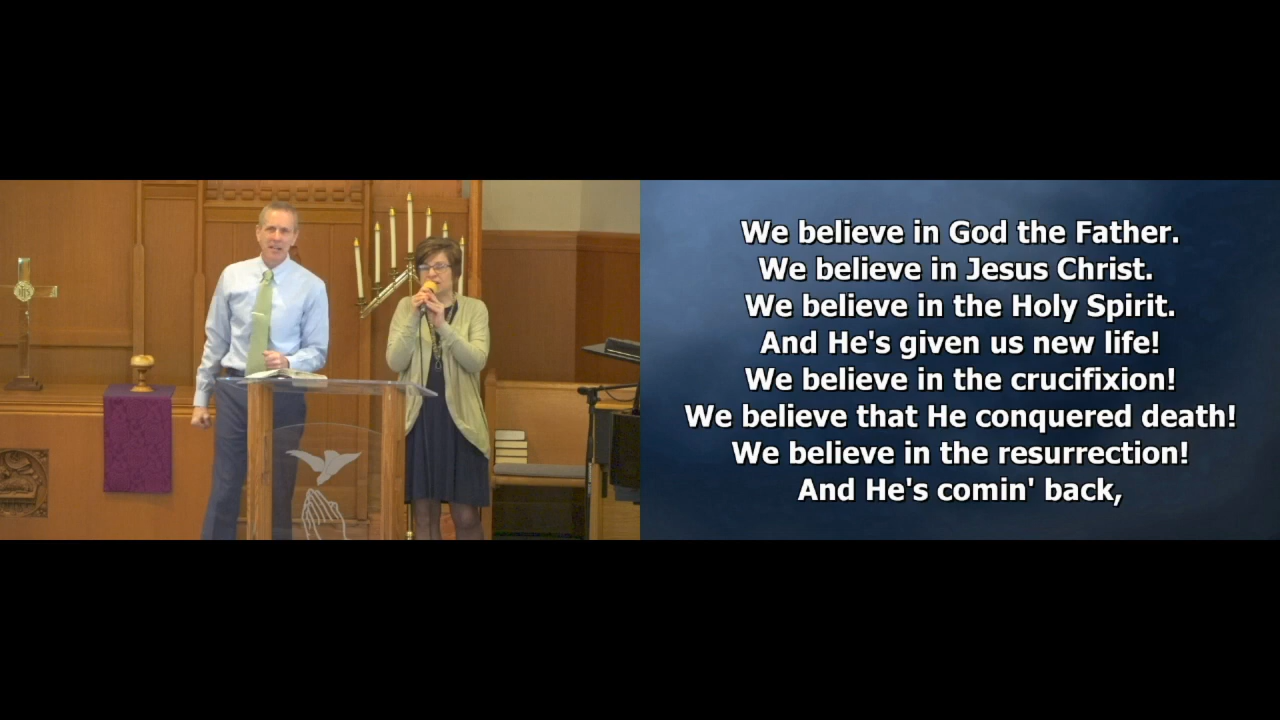 We believe in God the Father.
We believe in Jesus Christ.
We believe in the Holy Spirit.
And He's given us new life!
We believe in the crucifixion!
We believe that He conquered death!
We believe in the resurrection!
And He's comin' back,